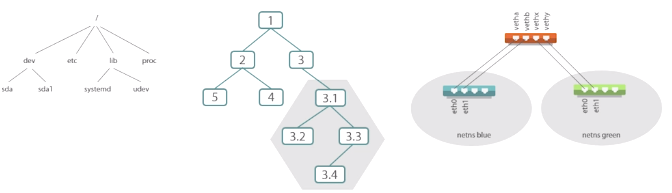 /
dev etc lib proc
sda sda1 systemd udev
1
2 3
5 4 3.1
3.2 3.3
3.4
vetha vethb vethx vethy
eth0 eth1
netns blue
eth0 eth1
netns green